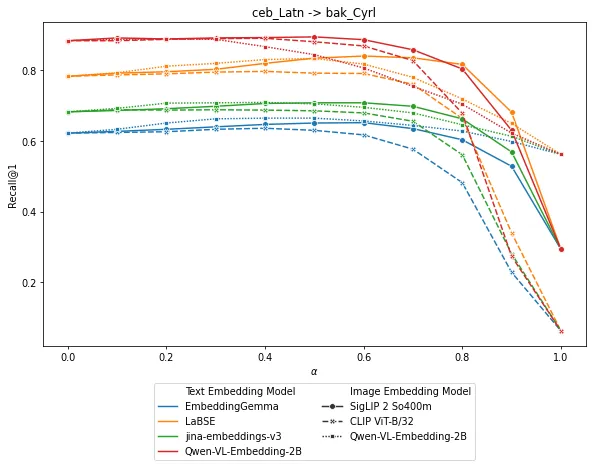 ceb_Latn -> bak_Cyrl
Recall@1
0.8
0.6
0.4
0.2
0.0 0.2 0.4 0.6 0.8 1.0
α
Text Embedding Model
EmbeddingGemma
LaBSE
jina-embeddings-v3
Qwen-VL-Embedding-2B
Image Embedding Model
SigLIP 2 So400m
CLIP ViT-B/32
Qwen-VL-Embedding-2B